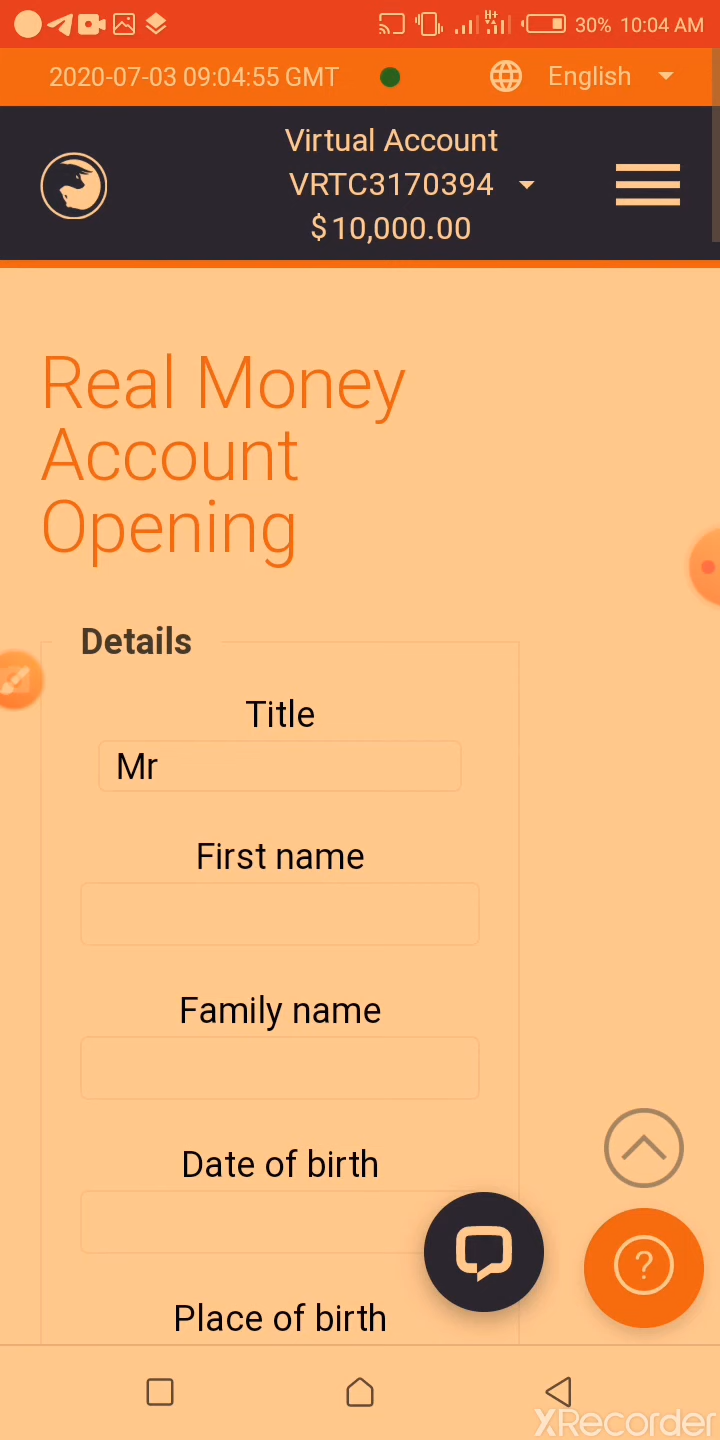 30% 10:04 AM
2020-07-03 09:04:55 GMT English
Virtual Account
VRTC3170394
$10,000.00
Real Money
Account
Opening
Details
Title
Mr
First name
Family name
Date of birth
?
Place of birth
XRecorder